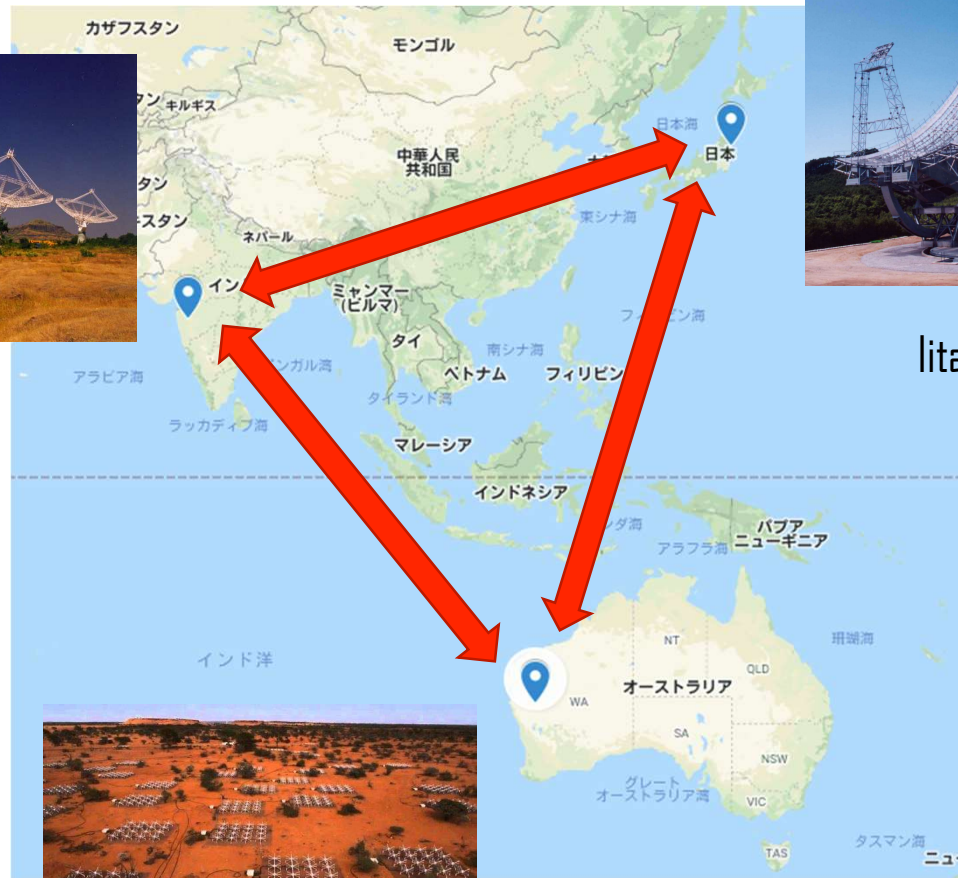 カザフスタン
モンゴル
キルギス
日本海
日本
中華人民
共和国
東シナ海
ネパール
イン
ミャンマー
(ビルマ)
タイ
南シナ海
ベトナム
フィリピン
アラビア海
ンガル湾
タイランド湾
ラッカディブ海
マレーシア
lita
インドネシア
パプア
ニューギニア
アラフラ海
インド洋
NT
QLD
珊瑚海
オーストラリア
WA
SA
NSW
グレート
オーストラリア湾
VIC
タスマン海
TAS
ニュ